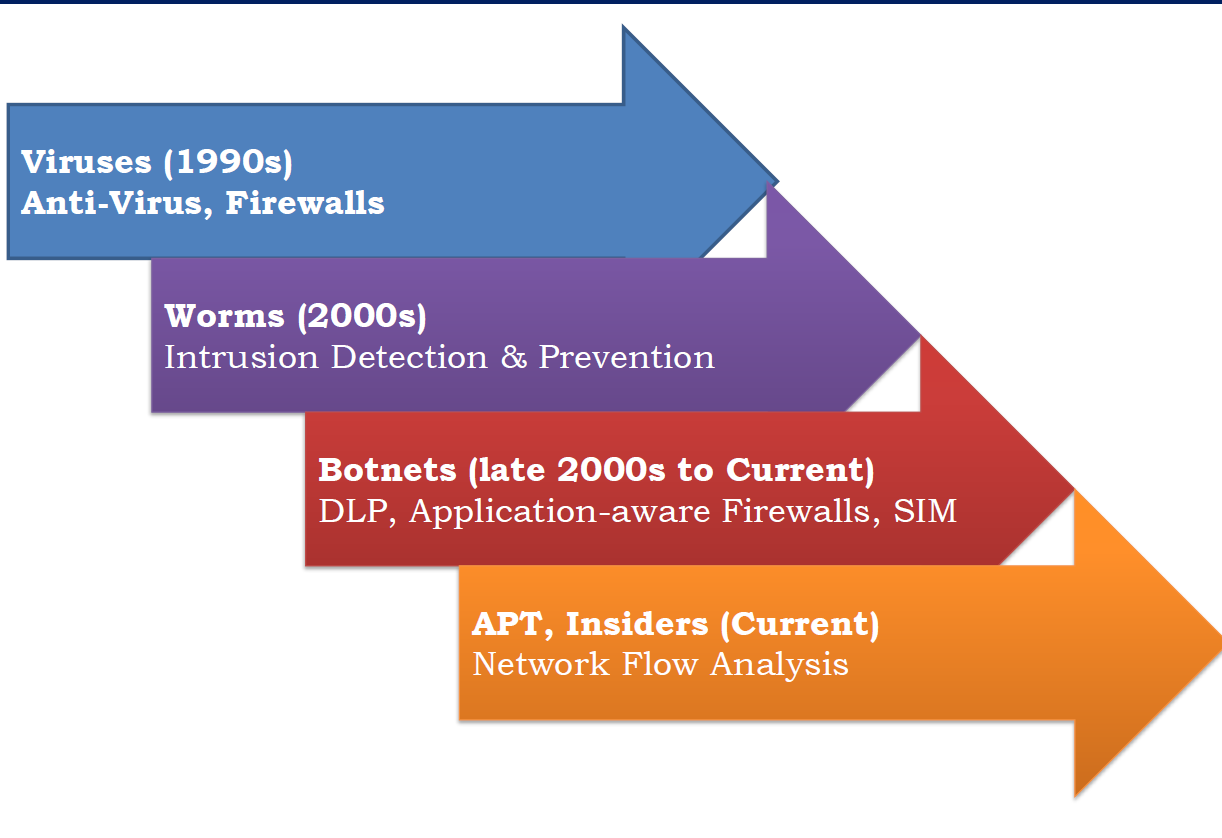 Viruses (1990s)
Anti-Virus, Firewalls
Worms (2000s)
Intrusion Detection & Prevention
Botnets (late 2000s to Current)
DLP, Application-aware Firewalls, SIM
APT, Insiders (Current)
Network Flow Analysis